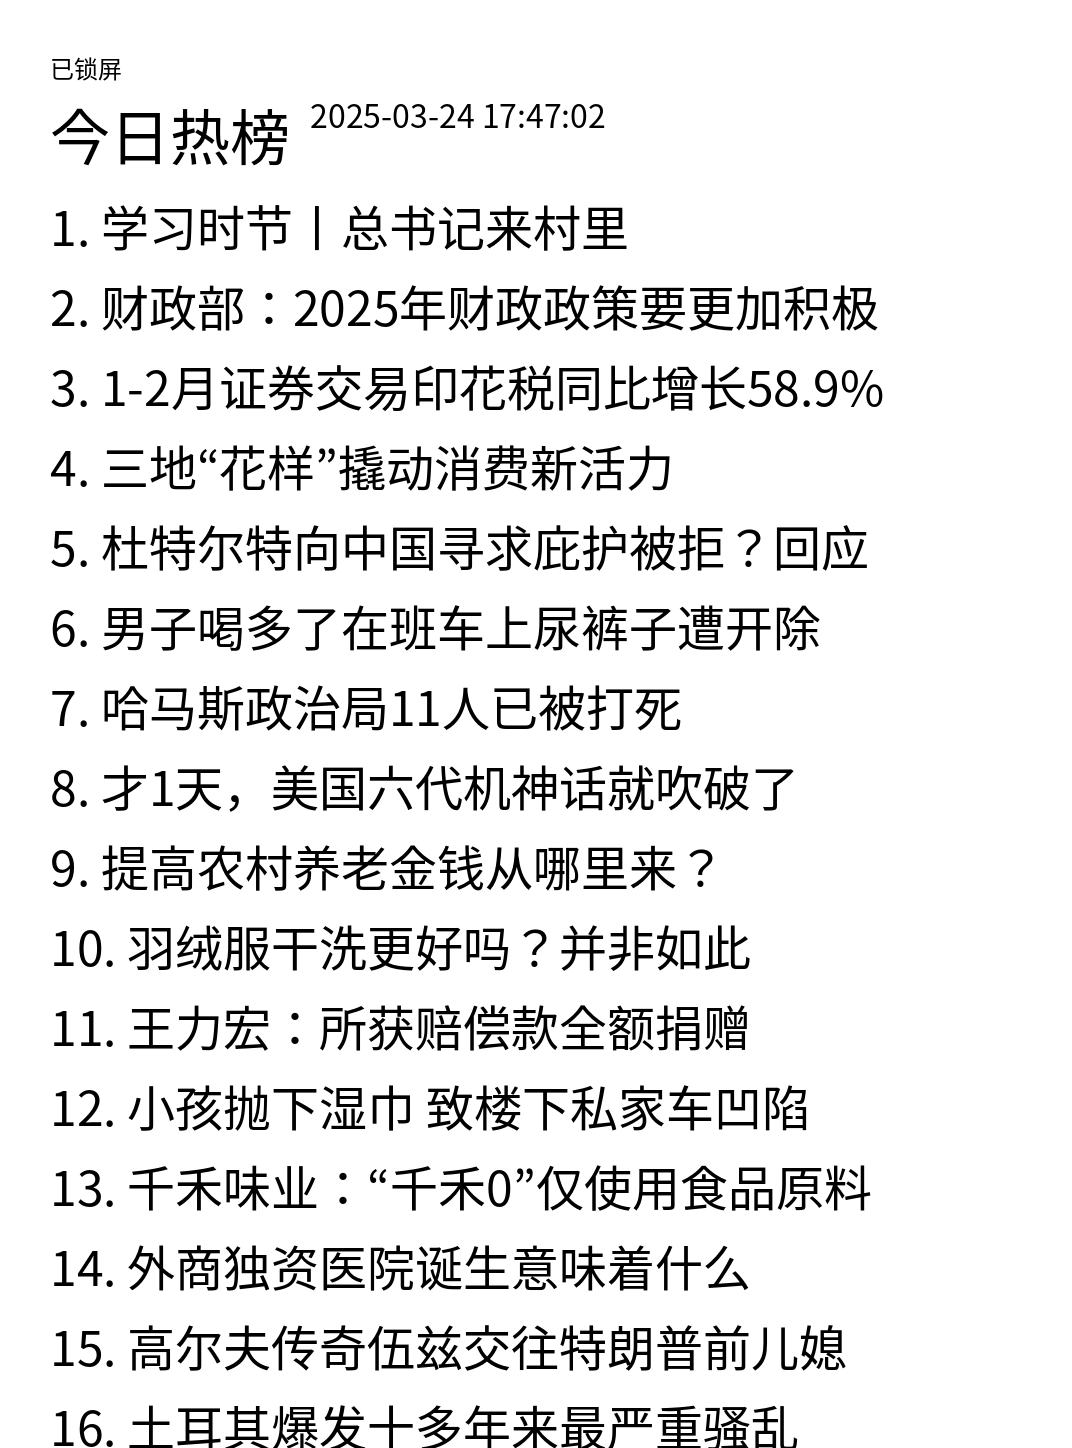 已锁屏
今日热榜 2025-03-24 17:47:02
1. 学习时节丨总书记来村里
2. 财政部：2025年财政政策要更加积极
3. 1-2月证券交易印花税同比增长58.9%
4. 三地“花样”撬动消费新活力
5. 杜特尔特向中国寻求庇护被拒？回应
6. 男子喝多了在班车上尿裤子遭开除
7. 哈马斯政治局11人已被打死
8. 才1天，美国六代机神话就吹破了
9. 提高农村养老金钱从哪里来？
10. 羽绒服干洗更好吗？并非如此
11. 王力宏：所获赔偿款全额捐赠
12. 小孩抛下湿巾 致楼下私家车凹陷
13. 千禾味业：“千禾0”仅使用食品原料
14. 外商独资医院诞生意味着什么
15. 高尔夫传奇伍兹交往特朗普前儿媳
16. 土耳其爆发十多年来最严重骚乱